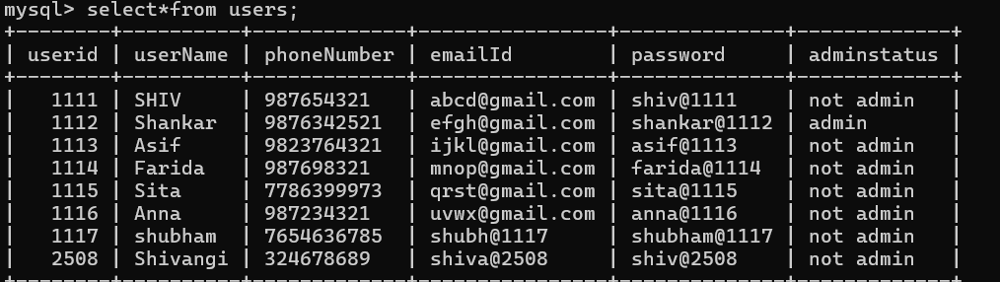 mysql> select*from users;
+--------+----------+-------------+----------------+--------------+-------------+
| userid | userName | phoneNumber | emailId        | password     | adminstatus |
+--------+----------+-------------+----------------+--------------+-------------+
|   1111 | SHIV     | 987654321   | abcd@gmail.com | shiv@1111    | not admin   |
|   1112 | Shankar  | 9876342521  | efgh@gmail.com | shankar@1112 | admin       |
|   1113 | Asif     | 9823764321  | ijkl@gmail.com | asif@1113    | not admin   |
|   1114 | Farida   | 987698321   | mnop@gmail.com | farida@1114  | not admin   |
|   1115 | Sita     | 7786399973  | qrst@gmail.com | sita@1115    | not admin   |
|   1116 | Anna     | 987234321   | uvwx@gmail.com | anna@1116    | not admin   |
|   1117 | shubham  | 7654636785  | shubh@1117     | shubham@1117 | not admin   |
|   2508 | Shivangi | 324678689   | shiva@2508     | shiv@2508    | not admin   |
+--------+----------+-------------+----------------+--------------+-------------+